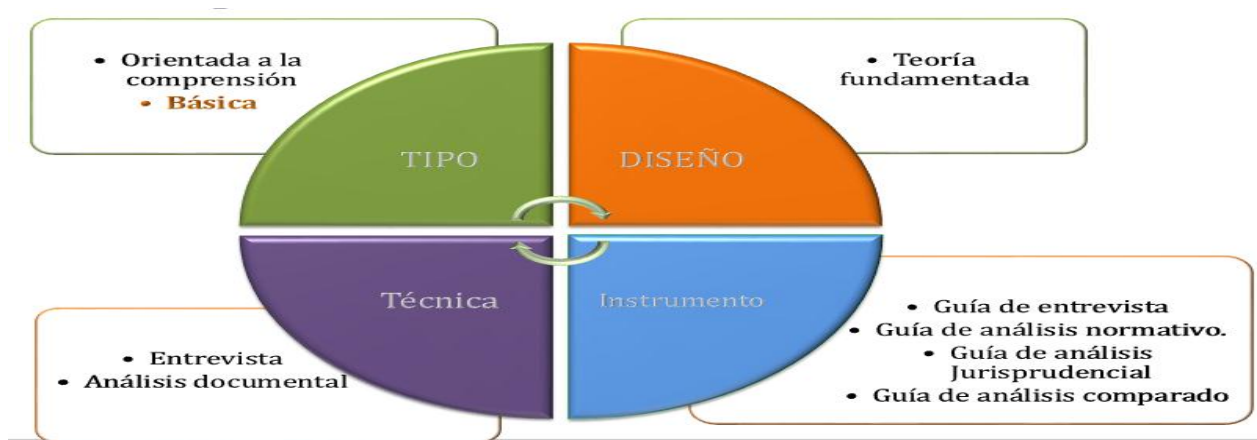 • Orientada a la
comprensión
• Básica
• Teoría
fundamentada
TIPO
DISEÑO
Técnica
Instrumento
• Entrevista
• Análisis documental
• Guía de entrevista
• Guía de análisis normativo.
• Guía de análisis
Jurisprudencial
• Guía de análisis comparado